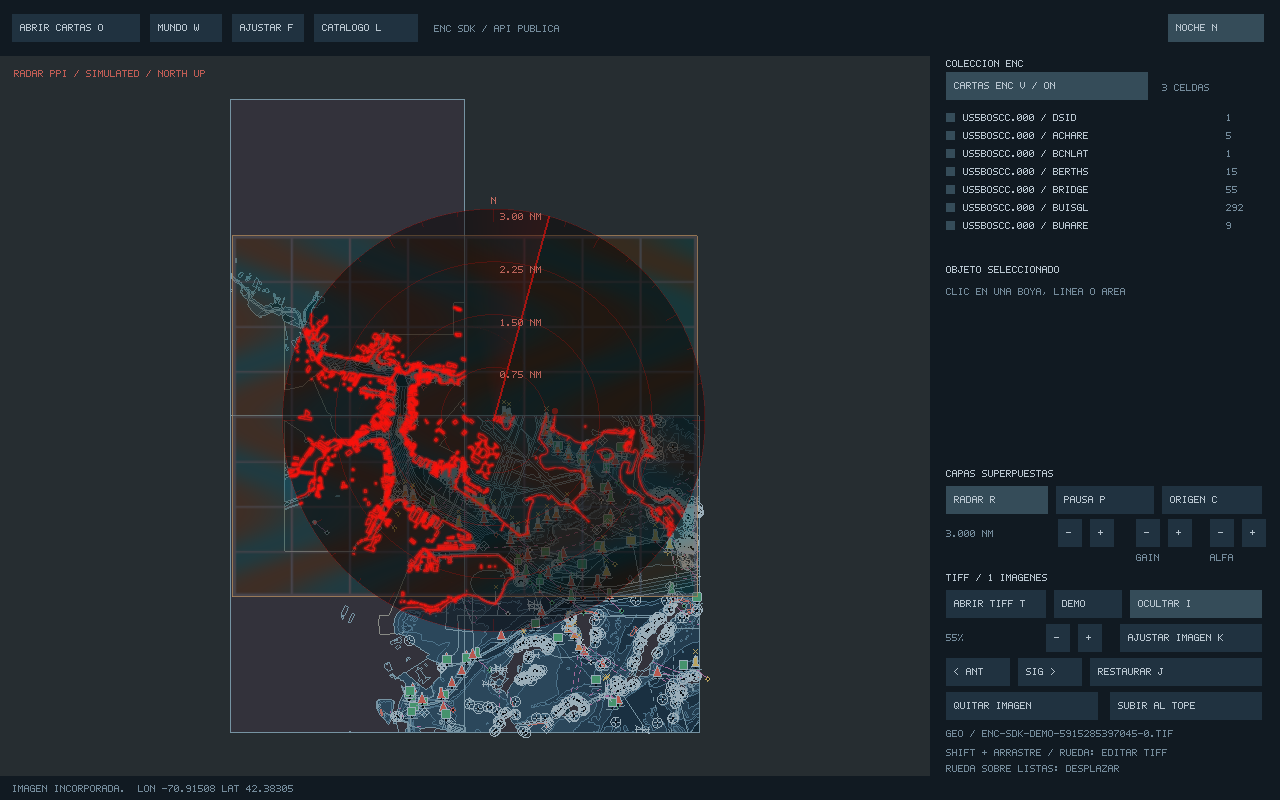 ABRIR CARTAS O
MUNDO W
AJUSTAR F
CATALOGO L
ENC SDK / API PUBLICA
NOCHE N
RADAR PPI / SIMULATED / NORTH UP
N
3.00 NM
2.25 NM
1.50 NM
0.75 NM
COLECCION ENC
CARTAS ENC V / ON
3 CELDAS
US5BOSCC.000 / DSID 1
US5BOSCC.000 / ACHARE 5
US5BOSCC.000 / BCNLAT 1
US5BOSCC.000 / BERTHS 15
US5BOSCC.000 / BRIDGE 55
US5BOSCC.000 / BUISGL 292
US5BOSCC.000 / BUAARE 9
OBJETO SELECCIONADO
CLIC EN UNA BOYA, LINEA O AREA
CAPAS SUPERPUESTAS
RADAR R
PAUSA P
ORIGEN C
3.000 NM
- + - + - +
GAIN
ALFA
TIFF / 1 IMAGENES
ABRIR TIFF T
DEMO
OCULTAR I
55%
- +
AJUSTAR IMAGEN K
< ANT
SIG >
RESTAURAR J
QUITAR IMAGEN
SUBIR AL TOPE
GEO / ENC-SDK-DEMO-5915285397045-0.TIF
SHIFT + ARRASTRE / RUEDA: EDITAR TIFF
RUEDA SOBRE LISTAS: DESPLAZAR
IMAGEN INCORPORADA. LON -70.91508 LAT 42.38305